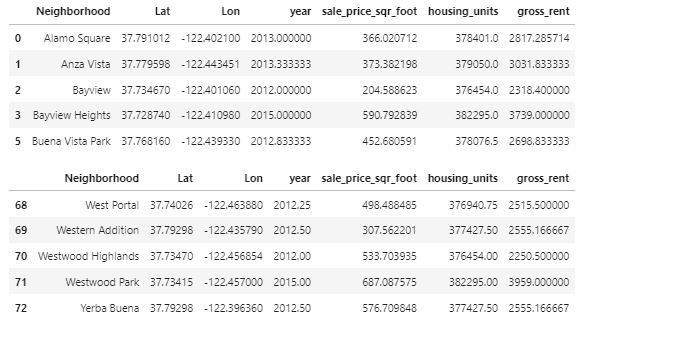 Neighborhood Lat Lon year sale_price_sqr_foot housing_units gross_rent
0 Alamo Square 37.791012 -122.402100 2013.000000 366.020712 378401.0 2817.285714
1 Anza Vista 37.779598 -122.443451 2013.333333 373.382198 379050.0 3031.833333
2 Bayview 37.734670 -122.401060 2012.000000 204.588623 376454.0 2318.400000
3 Bayview Heights 37.728740 -122.410980 2015.000000 590.792839 382295.0 3739.000000
5 Buena Vista Park 37.768160 -122.439330 2012.833333 452.680591 378076.5 2698.833333
Neighborhood Lat Lon year sale_price_sqr_foot housing_units gross_rent
68 West Portal 37.74026 -122.463880 2012.25 498.488485 376940.75 2515.500000
69 Western Addition 37.79298 -122.435790 2012.50 307.562201 377427.50 2555.166667
70 Westwood Highlands 37.73470 -122.456854 2012.00 533.703935 376454.00 2250.500000
71 Westwood Park 37.73415 -122.457000 2015.00 687.087575 382295.00 3959.000000
72 Yerba Buena 37.79298 -122.396360 2012.50 576.709848 377427.50 2555.166667